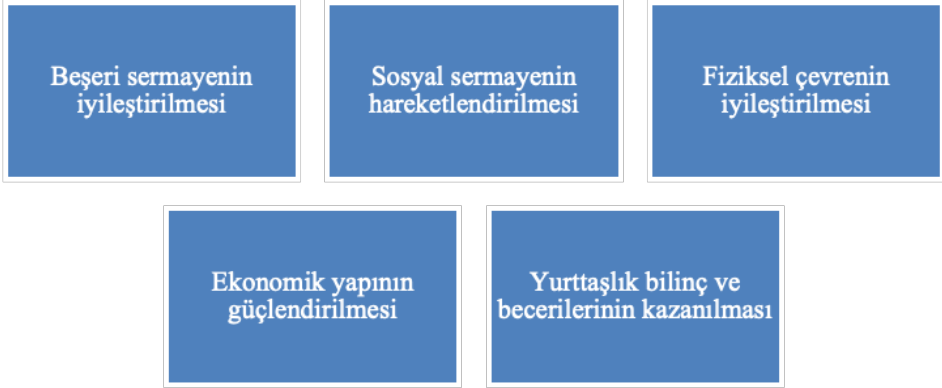 Beşeri sermayenin
iyileştirilmesi
Sosyal sermayenin
hareketlendirilmesi
Fiziksel çevrenin
iyileştirilmesi
Ekonomik yapının
güçlendirilmesi
Yurttaşlık bilinç ve
becerilerinin kazanılması